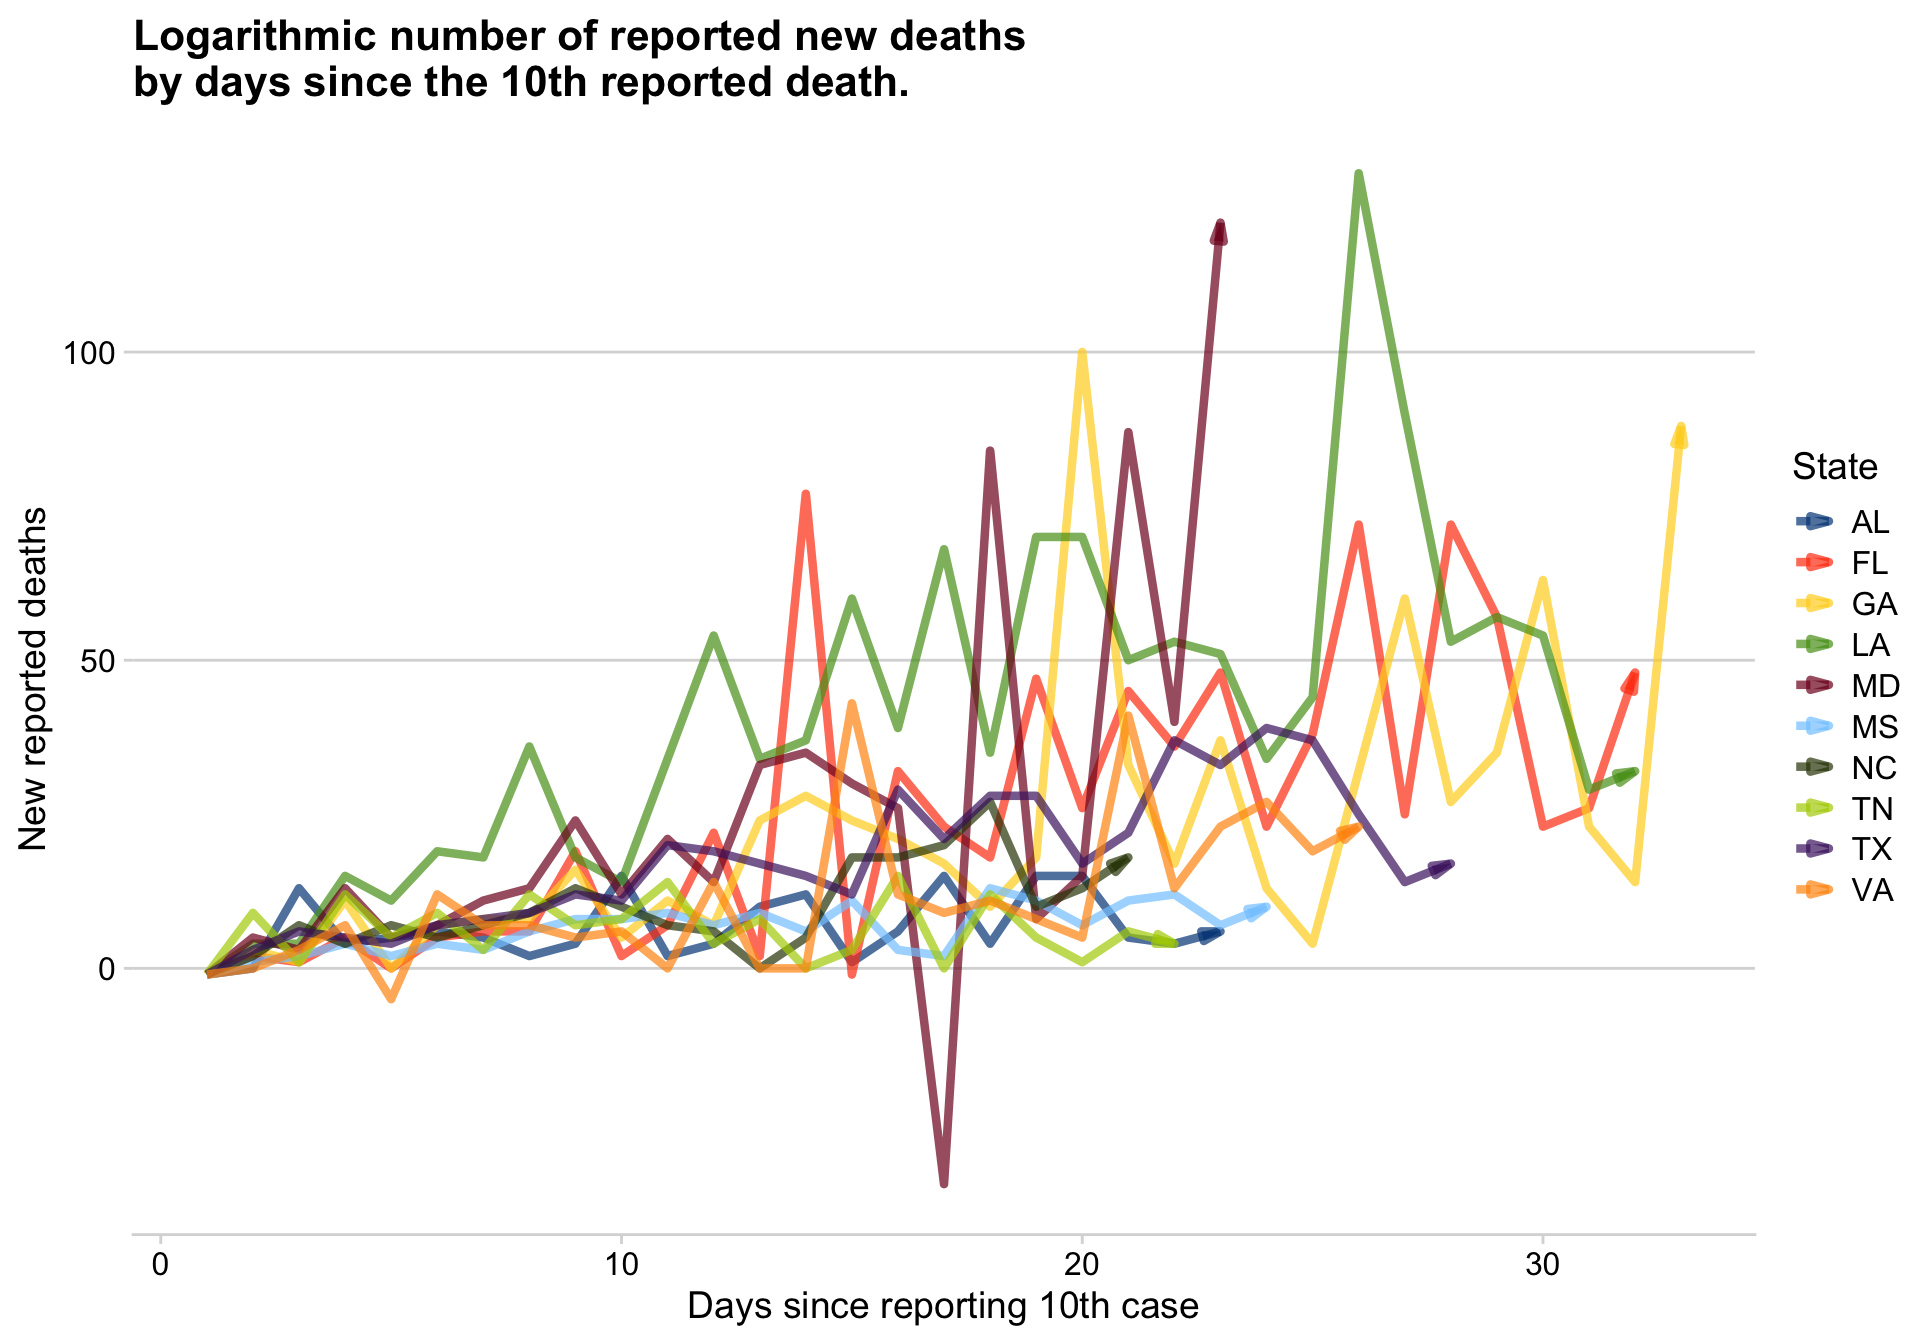 Logarithmic number of reported new deaths
by days since the 10th reported death.
New reported deaths
100
50
0
0
10
20
30
Days since reporting 10th case
State
AL
FL
GA
LA
MD
MS
NC
TN
TX
VA